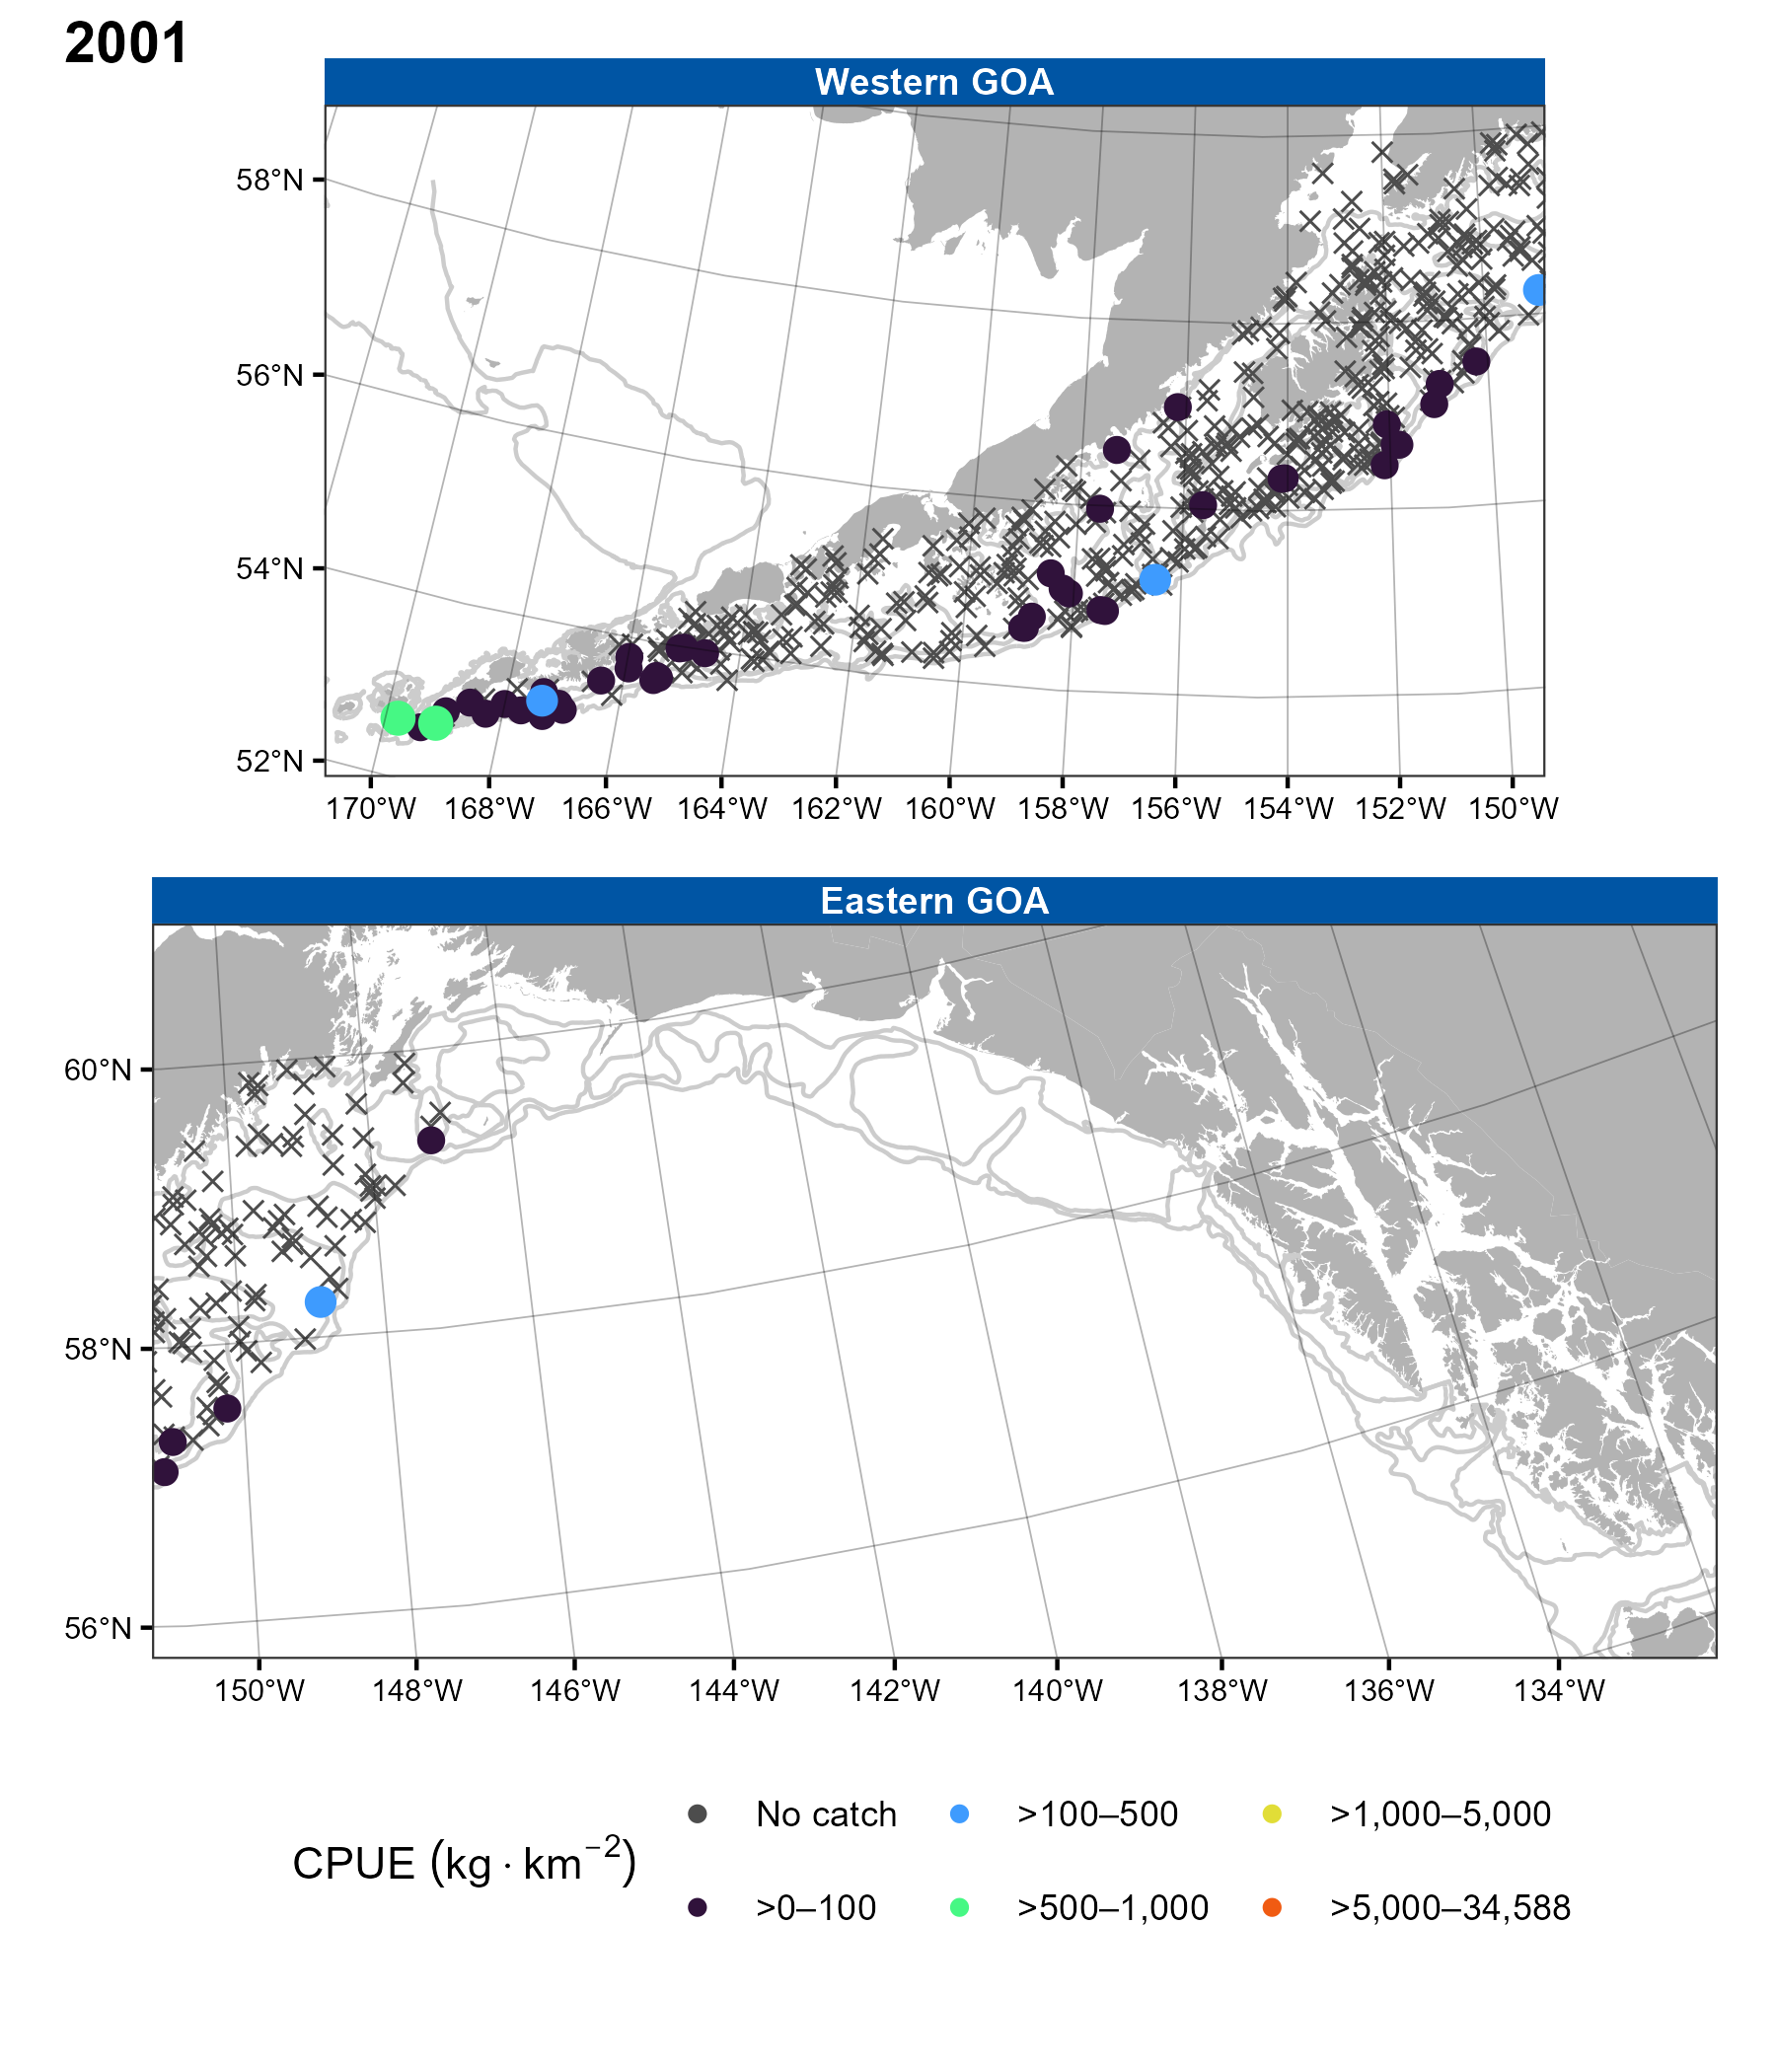 2001
Western GOA
58°N
56°N
54°N
52°N
170°W 168°W 166°W 164°W 162°W 160°W 158°W 156°W 154°W 152°W 150°W
Eastern GOA
60°N
58°N
56°N
150°W 148°W 146°W 144°W 142°W 140°W 138°W 136°W 134°W
CPUE (kg · km⁻²)
No catch >100–500 >1,000–5,000
>0–100 >500–1,000 >5,000–34,588